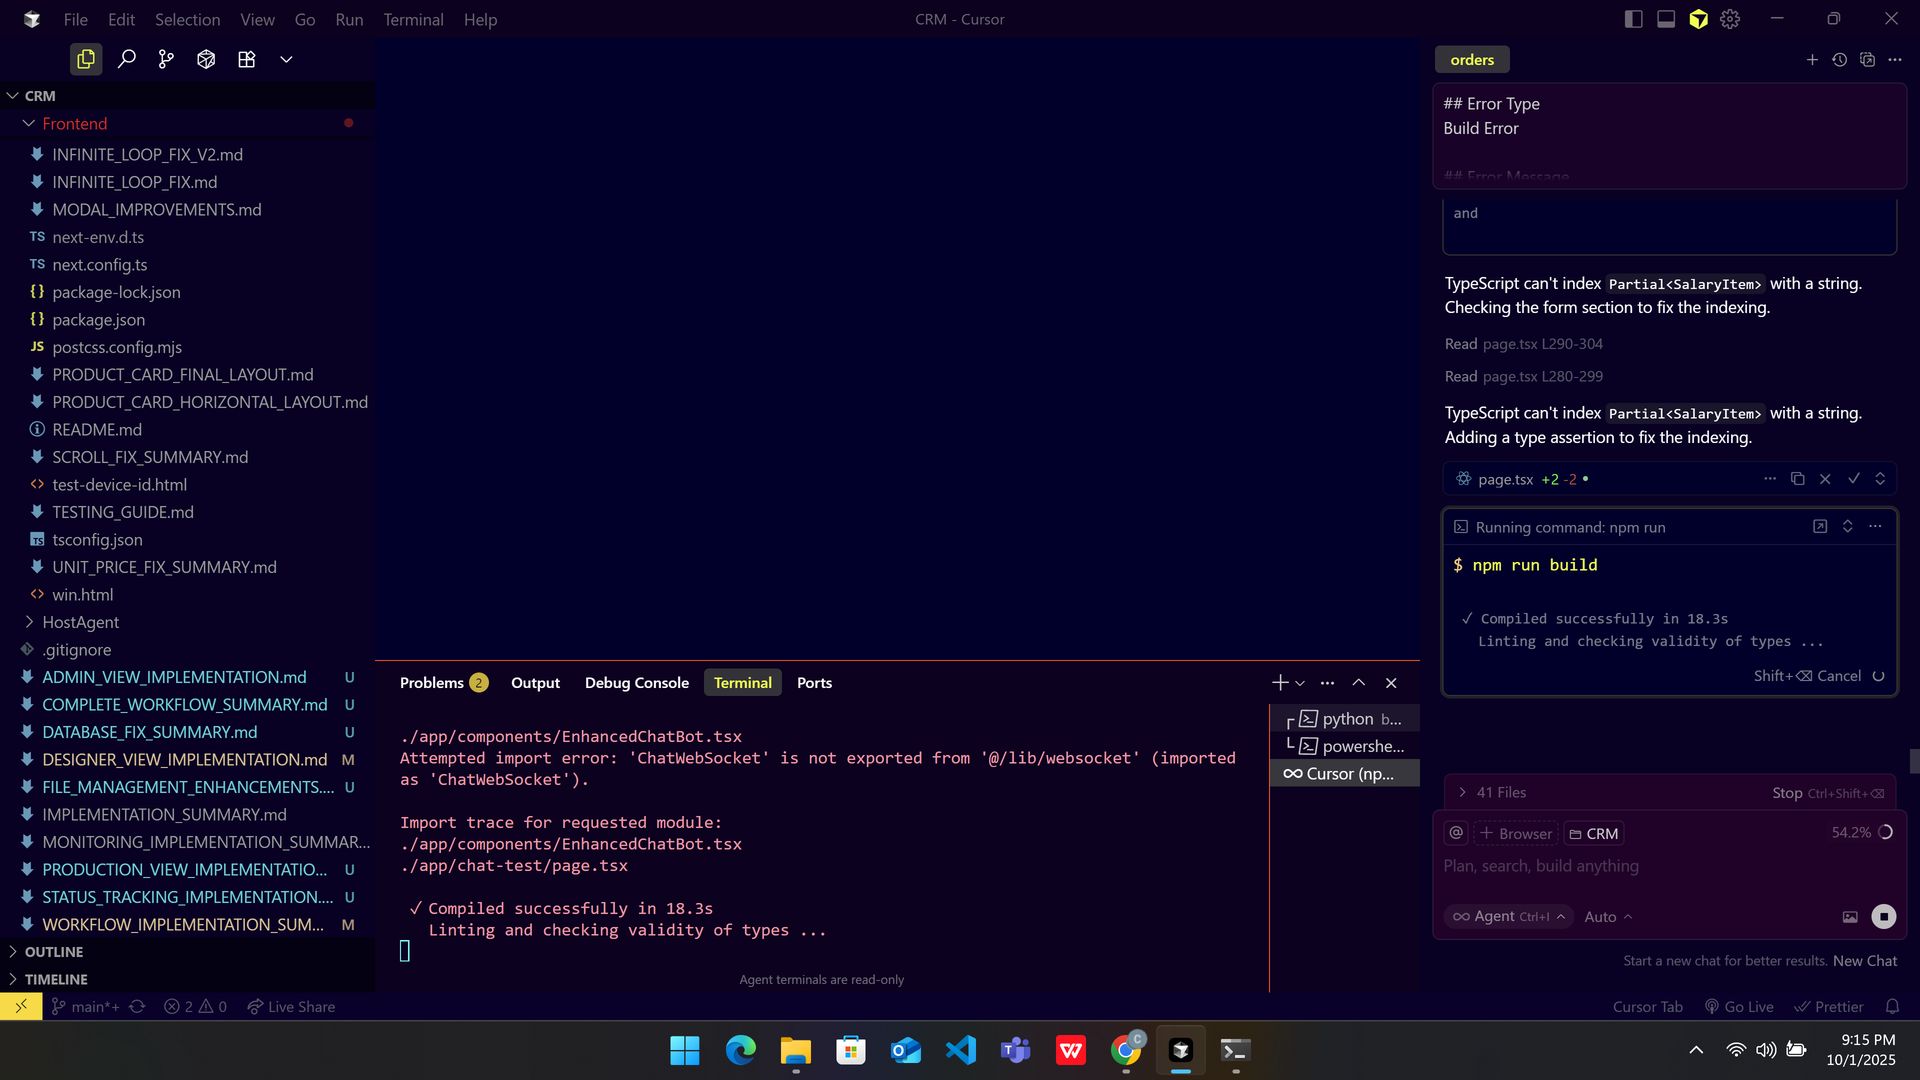 File Edit Selection View Go Run Terminal Help
CRM - Cursor
CRM
Frontend
INFINITE_LOOP_FIX_V2.md
INFINITE_LOOP_FIX.md
MODAL_IMPROVEMENTS.md
TS next-env.d.ts
TS next.config.ts
{} package-lock.json
{} package.json
JS postcss.config.mjs
PRODUCT_CARD_FINAL_LAYOUT.md
PRODUCT_CARD_HORIZONTAL_LAYOUT.md
README.md
SCROLL_FIX_SUMMARY.md
<> test-device-id.html
TESTING_GUIDE.md
TS tsconfig.json
UNIT_PRICE_FIX_SUMMARY.md
<> win.html
HostAgent
.gitignore
ADMIN_VIEW_IMPLEMENTATION.md U
COMPLETE_WORKFLOW_SUMMARY.md U
DATABASE_FIX_SUMMARY.md U
DESIGNER_VIEW_IMPLEMENTATION.md M
FILE_MANAGEMENT_ENHANCEMENTS.... U
IMPLEMENTATION_SUMMARY.md
MONITORING_IMPLEMENTATION_SUMMAR...
PRODUCTION_VIEW_IMPLEMENTATIO... U
STATUS_TRACKING_IMPLEMENTATION.... U
WORKFLOW_IMPLEMENTATION_SUM... M
OUTLINE
TIMELINE
Problems 2 Output Debug Console Terminal Ports
./app/components/EnhancedChatBot.tsx
Attempted import error: 'ChatWebSocket' is not exported from '@/lib/websocket' (imported
as 'ChatWebSocket').
Import trace for requested module:
./app/components/EnhancedChatBot.tsx
./app/chat-test/page.tsx
✓ Compiled successfully in 18.3s
Linting and checking validity of types ...
Agent terminals are read-only
python b...
powershe...
Cursor (np...
orders
## Error Type
Build Error
## Error Message
and
TypeScript can't index Partial<SalaryItem> with a string.
Checking the form section to fix the indexing.
Read page.tsx L290-304
Read page.tsx L280-299
TypeScript can't index Partial<SalaryItem> with a string.
Adding a type assertion to fix the indexing.
page.tsx +2 -2 •
Running command: npm run
$ npm run build
✓ Compiled successfully in 18.3s
Linting and checking validity of types ...
Shift+⌫ Cancel
41 Files Stop Ctrl+Shift+⌫
@ + Browser CRM 54.2%
Plan, search, build anything
∞ Agent Ctrl+I Auto
Start a new chat for better results. New Chat
main*+ 2 0 Live Share
Cursor Tab Go Live Prettier
9:15 PM
10/1/2025